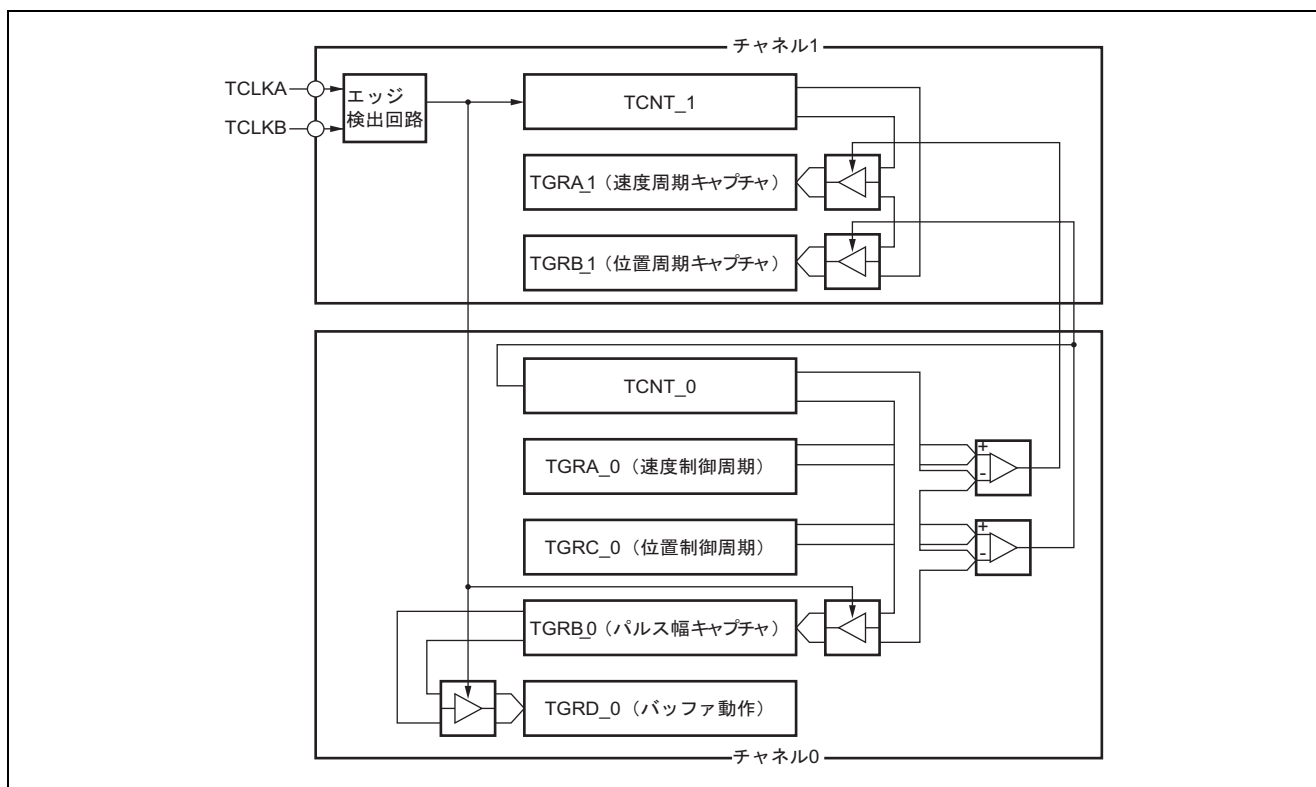 チャネル1
TCLKA
TCLKB
エッジ
検出回路
TCNT_1
TGRA_1（速度周期キャプチャ）
TGRB_1（位置周期キャプチャ）
TCNT_0
TGRA_0（速度制御周期）
+
-
TGRC_0（位置制御周期）
+
-
TGRB_0（パルス幅キャプチャ）
TGRD_0（バッファ動作）
チャネル0